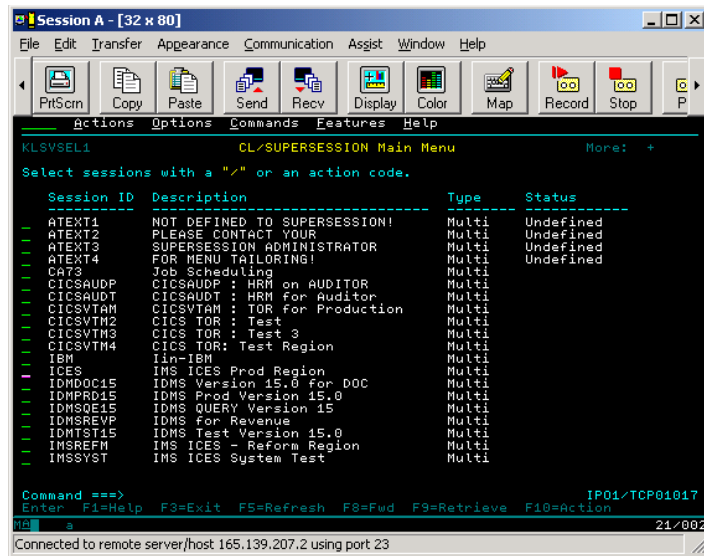 Session A - [32 x 80]
File Edit Transfer Appearance Communication Assist Window Help
PrtScrn Copy Paste Send Recv Display Color Map Record Stop P
Actions Options Commands Features Help
KLSVSEL1 CL/SUPERSESSION Main Menu More: +
Select sessions with a "/" or an action code.
Session ID Description Type Status
ATEXT1 NOT DEFINED TO SUPERSESSION! Multi Undefined
ATEXT2 PLEASE CONTACT YOUR Multi Undefined
ATEXT3 SUPERSESSION ADMINISTRATOR Multi Undefined
ATEXT4 FOR MENU TAILORING! Multi Undefined
CA73 Job Scheduling Multi
CICSAUDP CICSAUDP : HRM on AUDITOR Multi
CICSAUDT CICSAUDT : HRM for Auditor Multi
CICSVTAM CICSVTAM : TOR for Production Multi
CICSVTM2 CICS TOR : Test Multi
CICSVTM3 CICS TOR : Test 3 Multi
CICSVTM4 CICS TOR: Test Region Multi
IBM Iin-IBM Multi
ICES IMS ICES Prod Region Multi
IDMDOC15 IDMS Version 15.0 for DOC Multi
IDMPRD15 IDMS Prod Version 15.0 Multi
IDMSQE15 IDMS QUERY Version 15 Multi
IDMSREVP IDMS for Revenue Multi
IDMTST15 IDMS Test Version 15.0 Multi
IMSREFM IMS ICES - Reform Region Multi
IMSSYST IMS ICES System Test Multi
Command ===> IPO1/TCP01017
Enter F1=Help F3=Exit F5=Refresh F8=Fwd F9=Retrieve F10=Action
MA a 21/002
Connected to remote server/host 165.139.207.2 using port 23